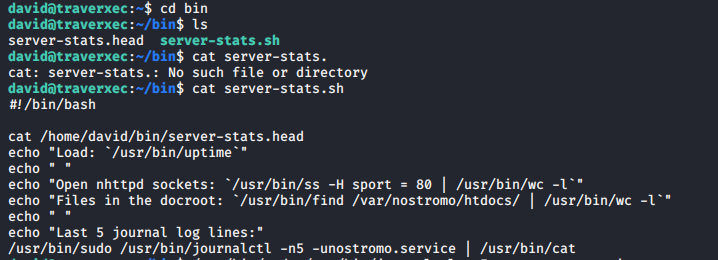 david@traverxec:~$ cd bin
david@traverxec:~/bin$ ls
server-stats.head  server-stats.sh
david@traverxec:~/bin$ cat server-stats.
cat: server-stats.: No such file or directory
david@traverxec:~/bin$ cat server-stats.sh
#!/bin/bash

cat /home/david/bin/server-stats.head
echo "Load: `/usr/bin/uptime`"
echo " "
echo "Open nhttpd sockets: `/usr/bin/ss -H sport = 80 | /usr/bin/wc -l`"
echo "Files in the docroot: `/usr/bin/find /var/nostromo/htdocs/ | /usr/bin/wc -l`"
echo " "
echo "Last 5 journal log lines:"
/usr/bin/sudo /usr/bin/journalctl -n5 -unostromo.service | /usr/bin/cat